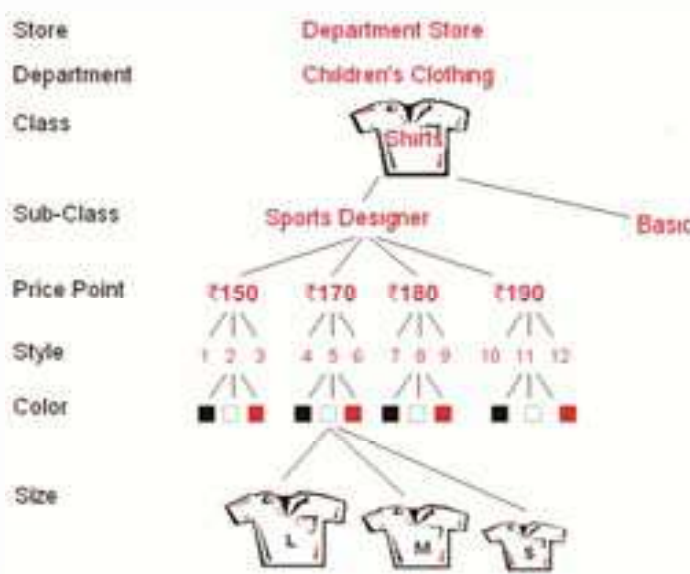 Store Department Store
Department Children's Clothing
Class Shirts
Sub-Class Sports Designer Basic
Price Point ₹150 ₹170 ₹180 ₹190
Style 1 2 3 4 5 6 7 8 9 10 11 12
Color
Size L M S